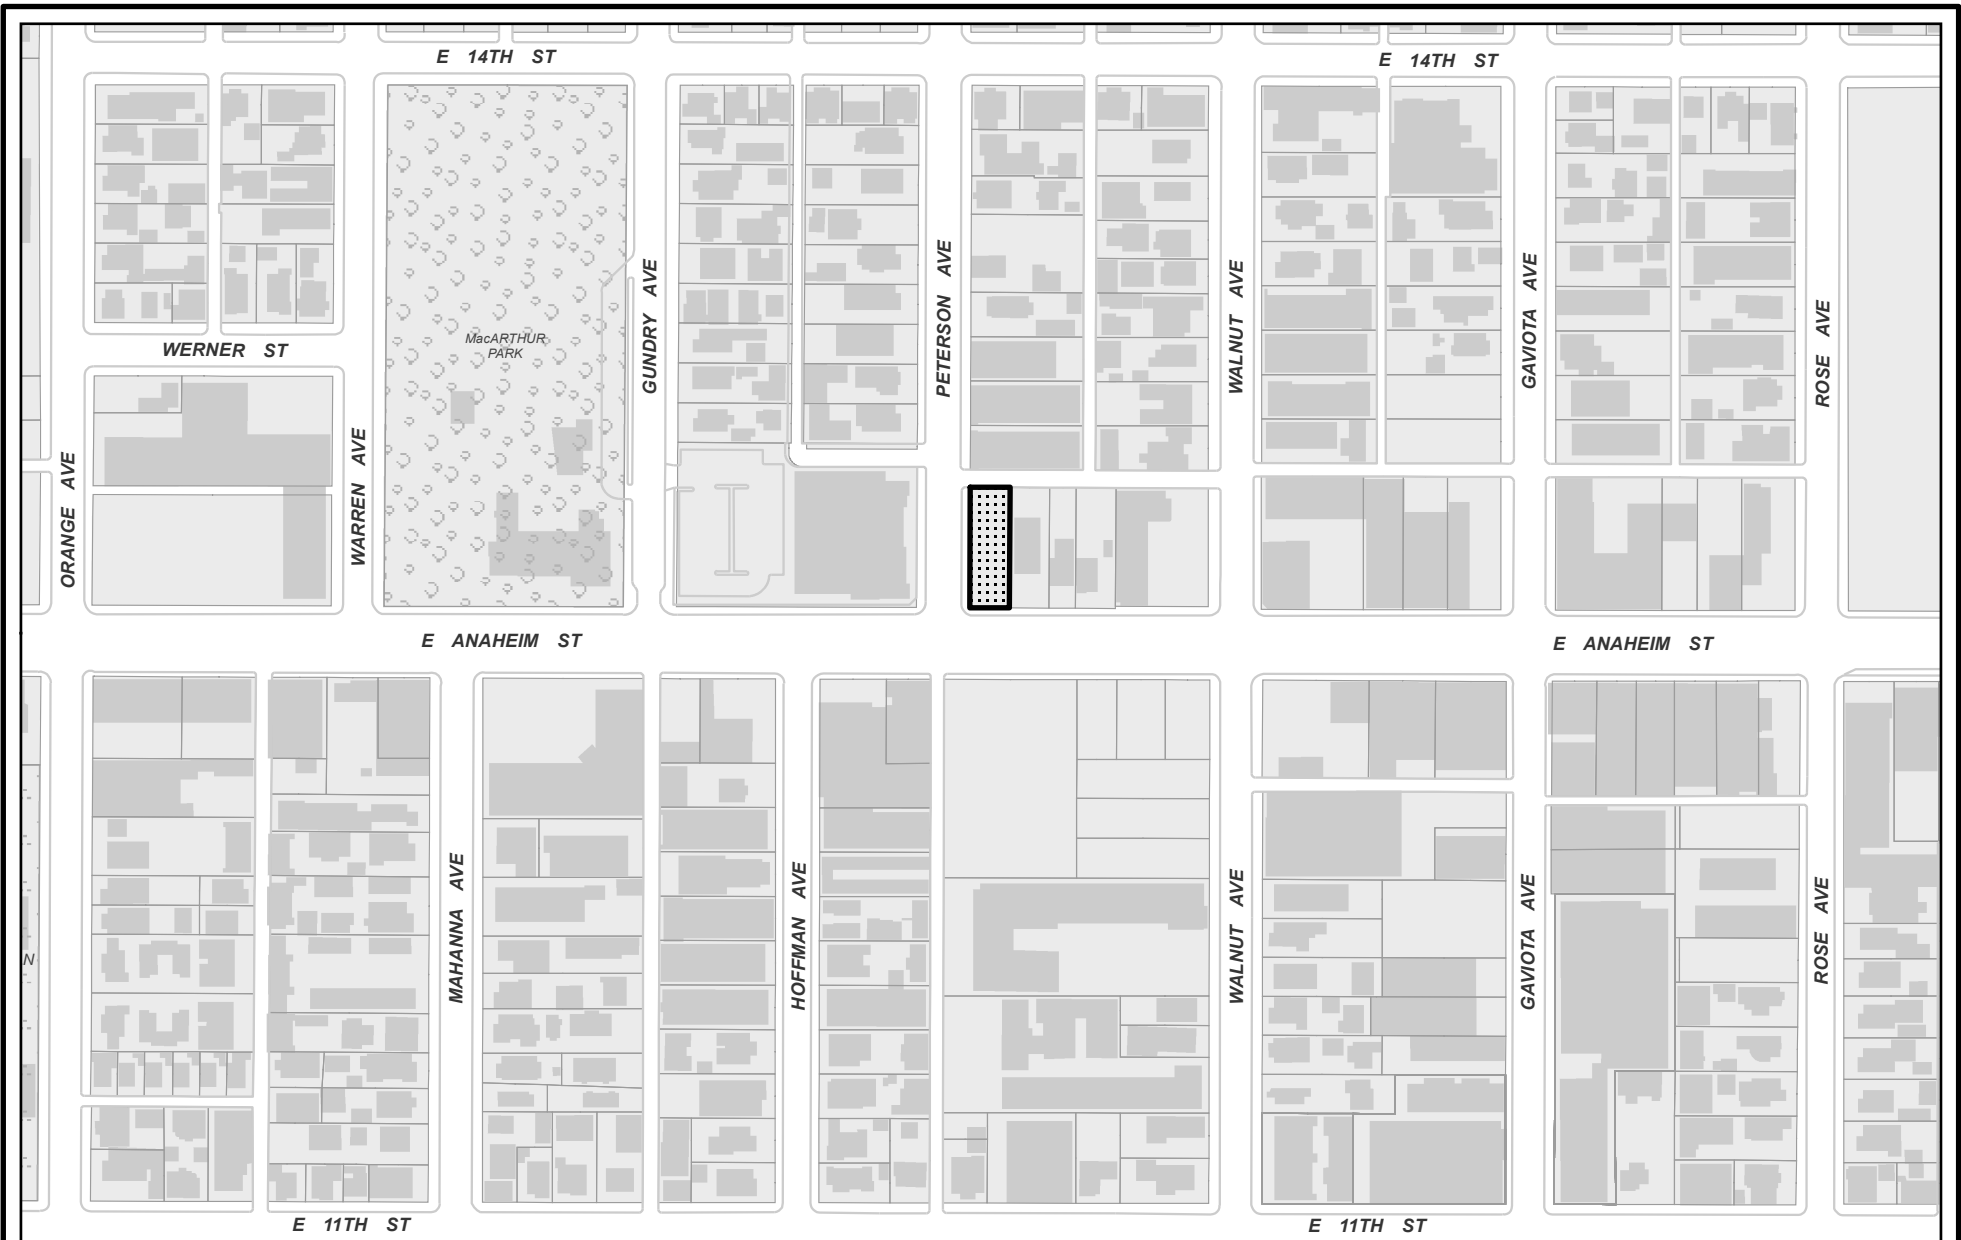 E 14TH ST
E 14TH ST
WERNER ST
MacARTHUR
PARK
ORANGE AVE
WARREN AVE
GUNDRY AVE
PETERSON AVE
WALNUT AVE
GAVIOTA AVE
ROSE AVE
E ANAHEIM ST
E ANAHEIM ST
N
MAHANNA AVE
HOFFMAN AVE
WALNUT AVE
GAVIOTA AVE
ROSE AVE
E 11TH ST
E 11TH ST